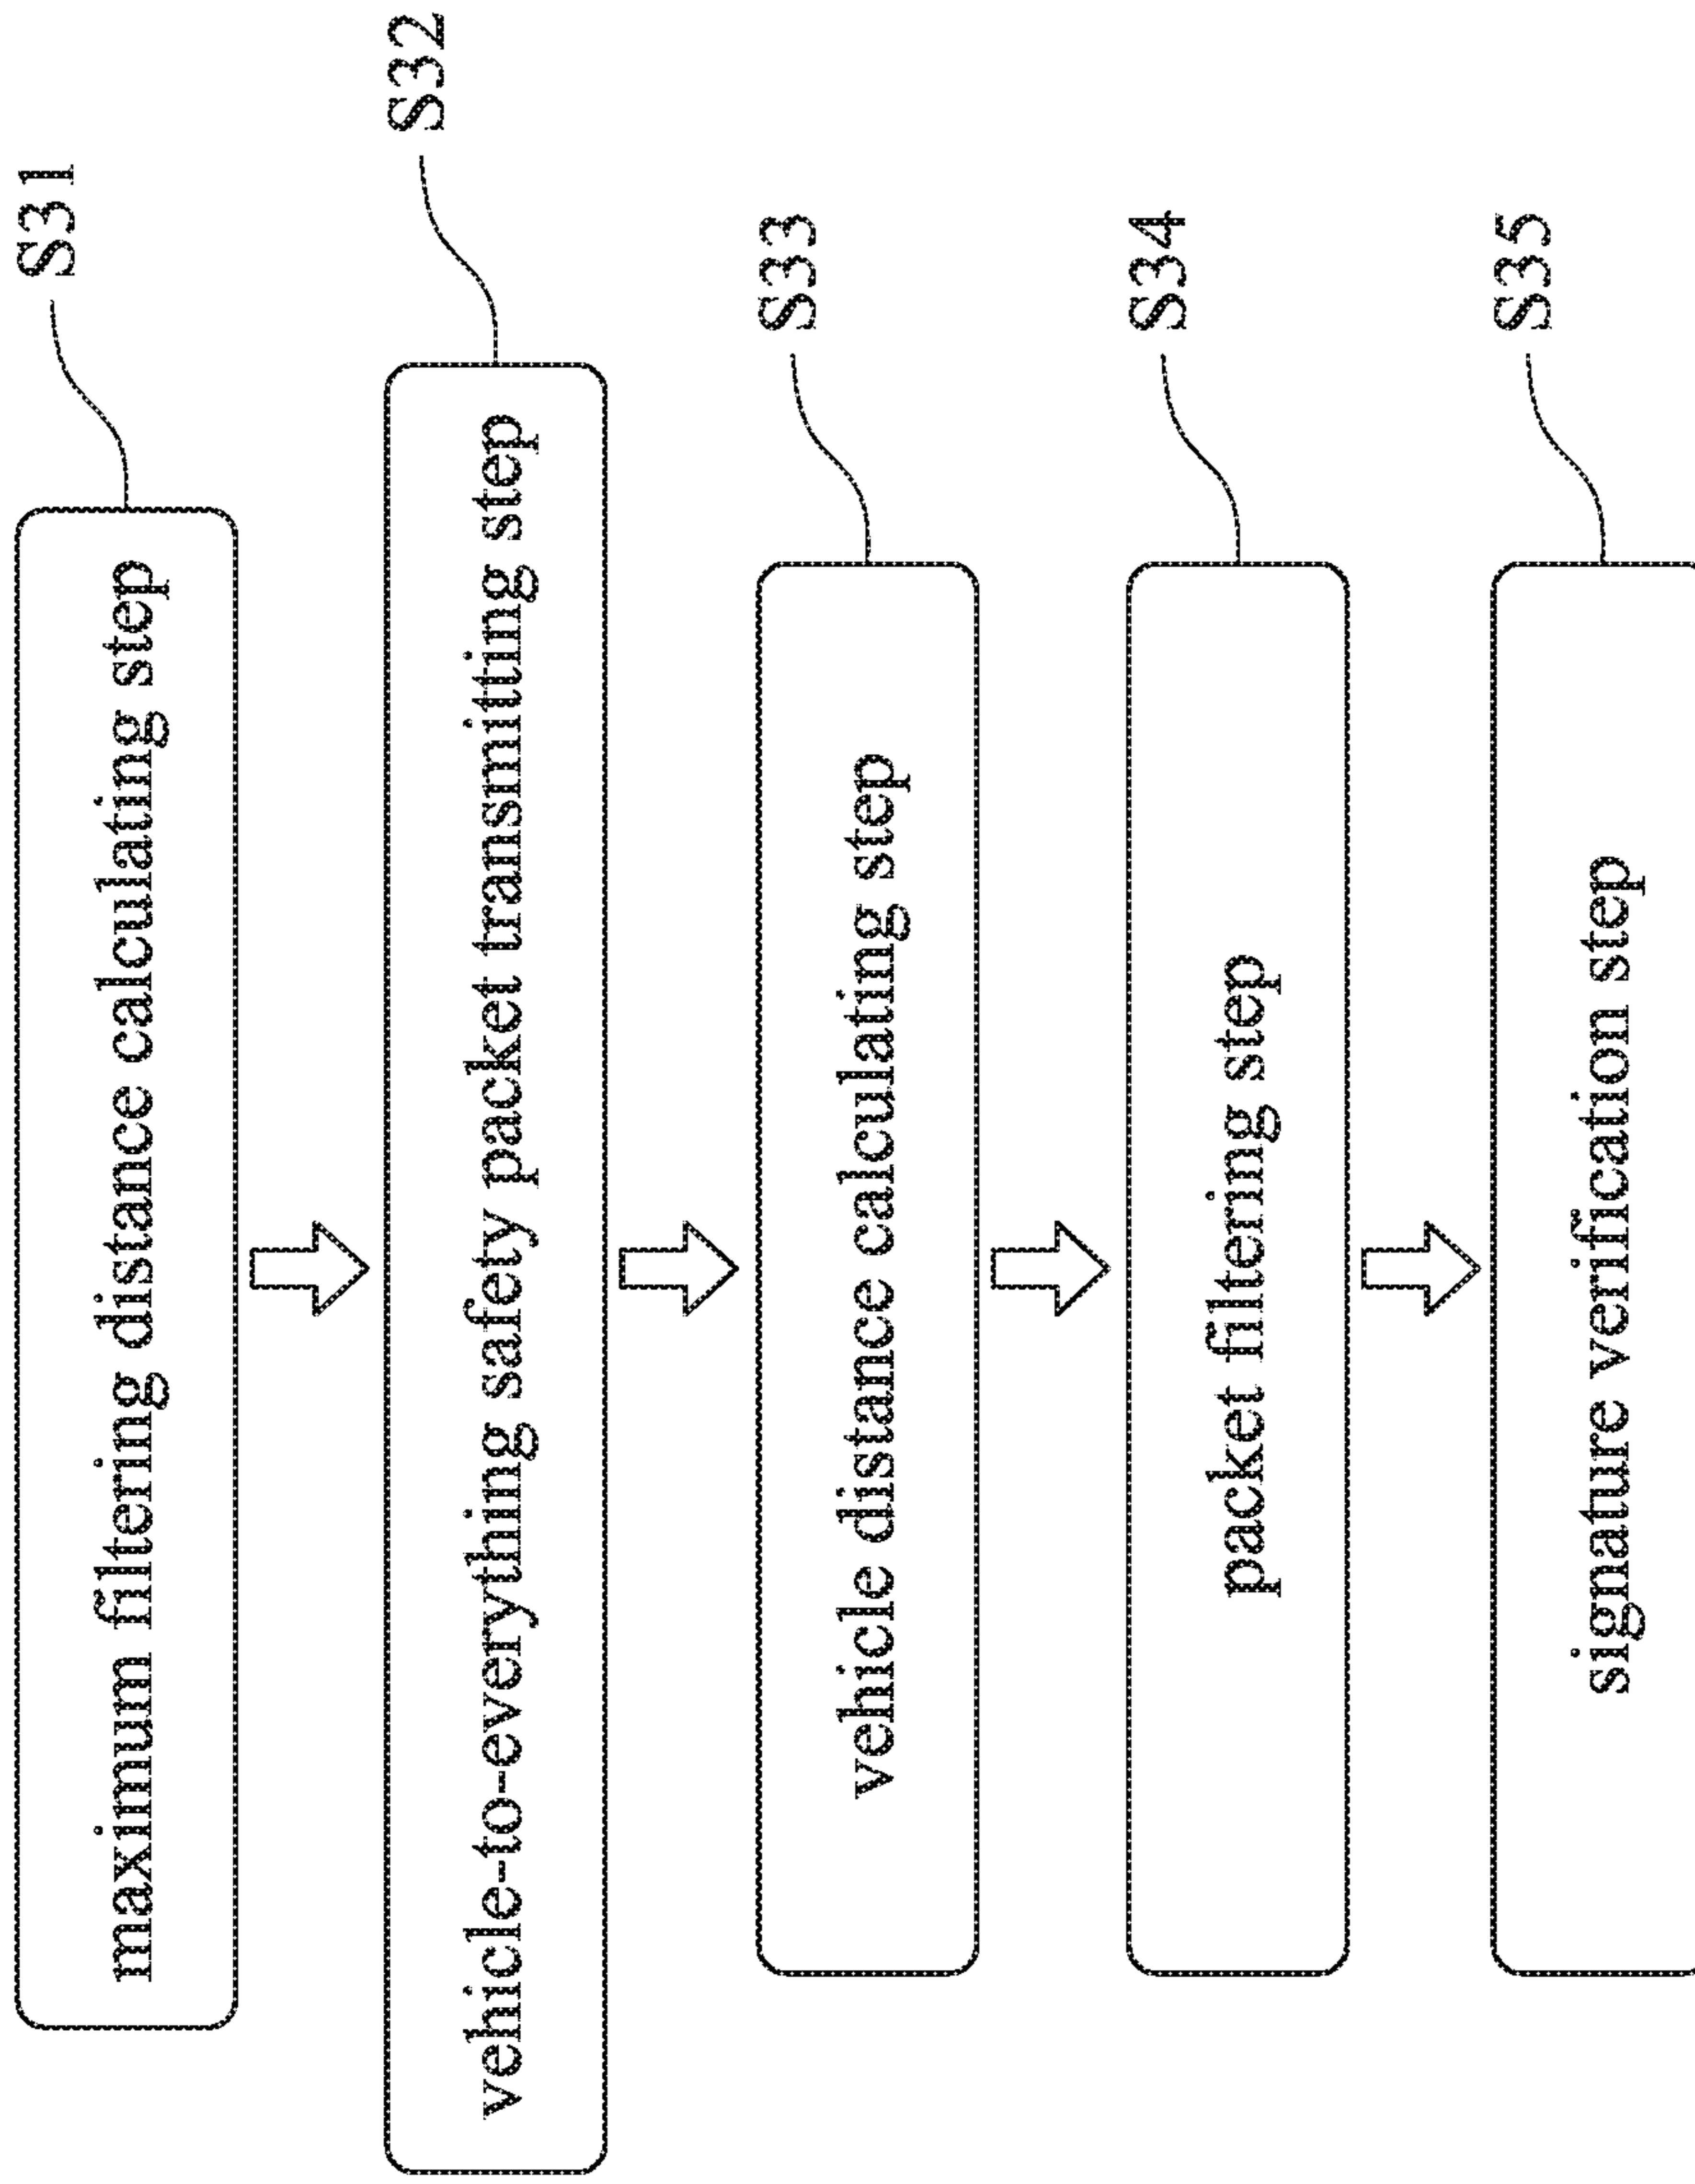 maximum filtering distance calculating step
S31
vehicle-to-everything safety packet transmitting step
S32
vehicle distance calculating step
S33
packet filtering step
S34
signature verification step
S35